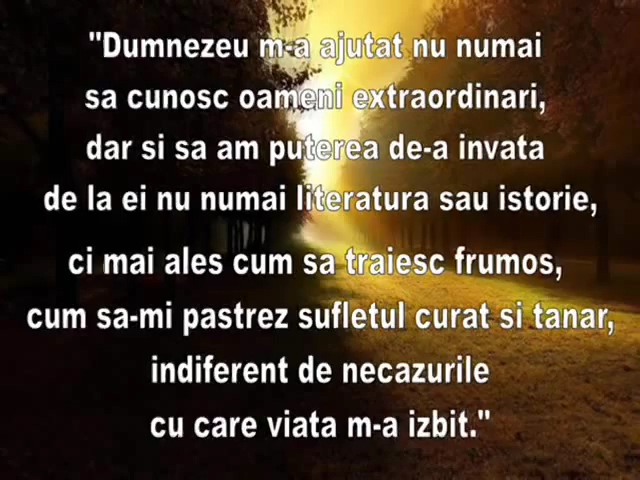 "Dumnezeu m-a ajutat nu numai
sa cunosc oameni extraordinari,
dar si sa am puterea de-a invata
de la ei nu numai literatura sau istorie,
ci mai ales cum sa traiesc frumos,
cum sa-mi pastrez sufletul curat si tanar,
indiferent de necazurile
cu care viata m-a izbit."